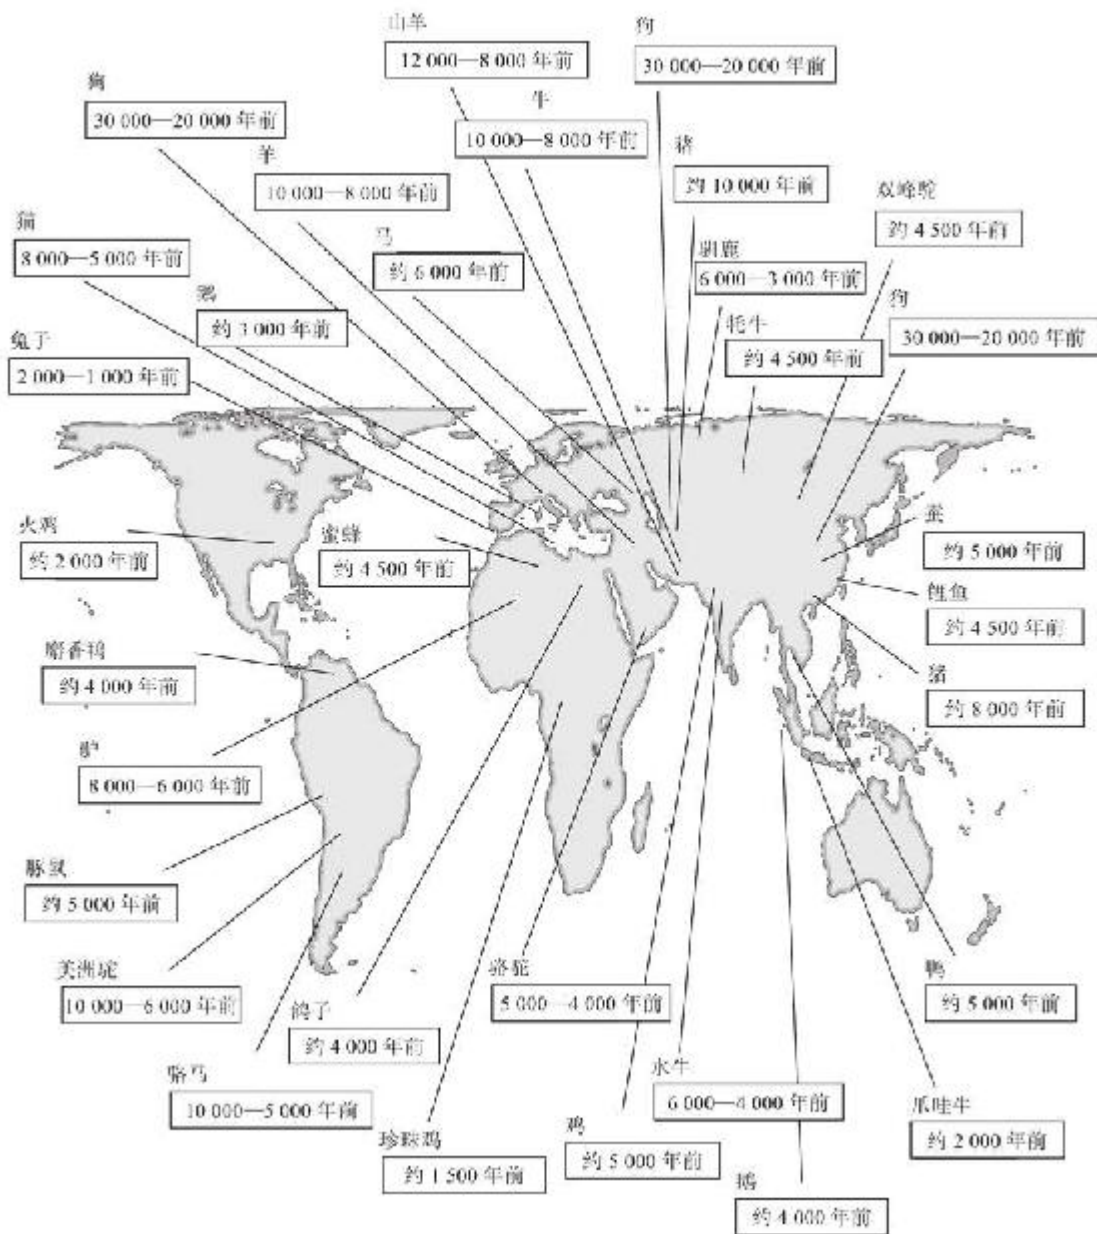 山羊
12 000—8 000 年前
狗
30 000—20 000 年前
狗
30 000—20 000 年前
牛
10 000—8 000 年前
羊
10 000—8 000 年前
猪
约 10 000 年前
双峰驼
约 4 500 年前
猫
8 000—5 000 年前
马
约 6 000 年前
驯鹿
6 000—3 000 年前
鹅
约 3 000 年前
牦牛
约 4 500 年前
狗
30 000—20 000 年前
兔子
2 000—1 000 年前
火鸡
约 2 000 年前
蜜蜂
约 4 500 年前
蚕
约 5 000 年前
鲤鱼
约 4 500 年前
麝香鸭
约 4 000 年前
猪
约 8 000 年前
驴
8 000—6 000 年前
豚鼠
约 5 000 年前
美洲驼
10 000—6 000 年前
骆驼
5 000—4 000 年前
鸭
约 5 000 年前
鸽子
约 4 000 年前
骆马
10 000—5 000 年前
水牛
6 000—4 000 年前
爪哇牛
约 2 000 年前
珍珠鸡
约 1 500 年前
鸡
约 5 000 年前
鹅
约 4 000 年前